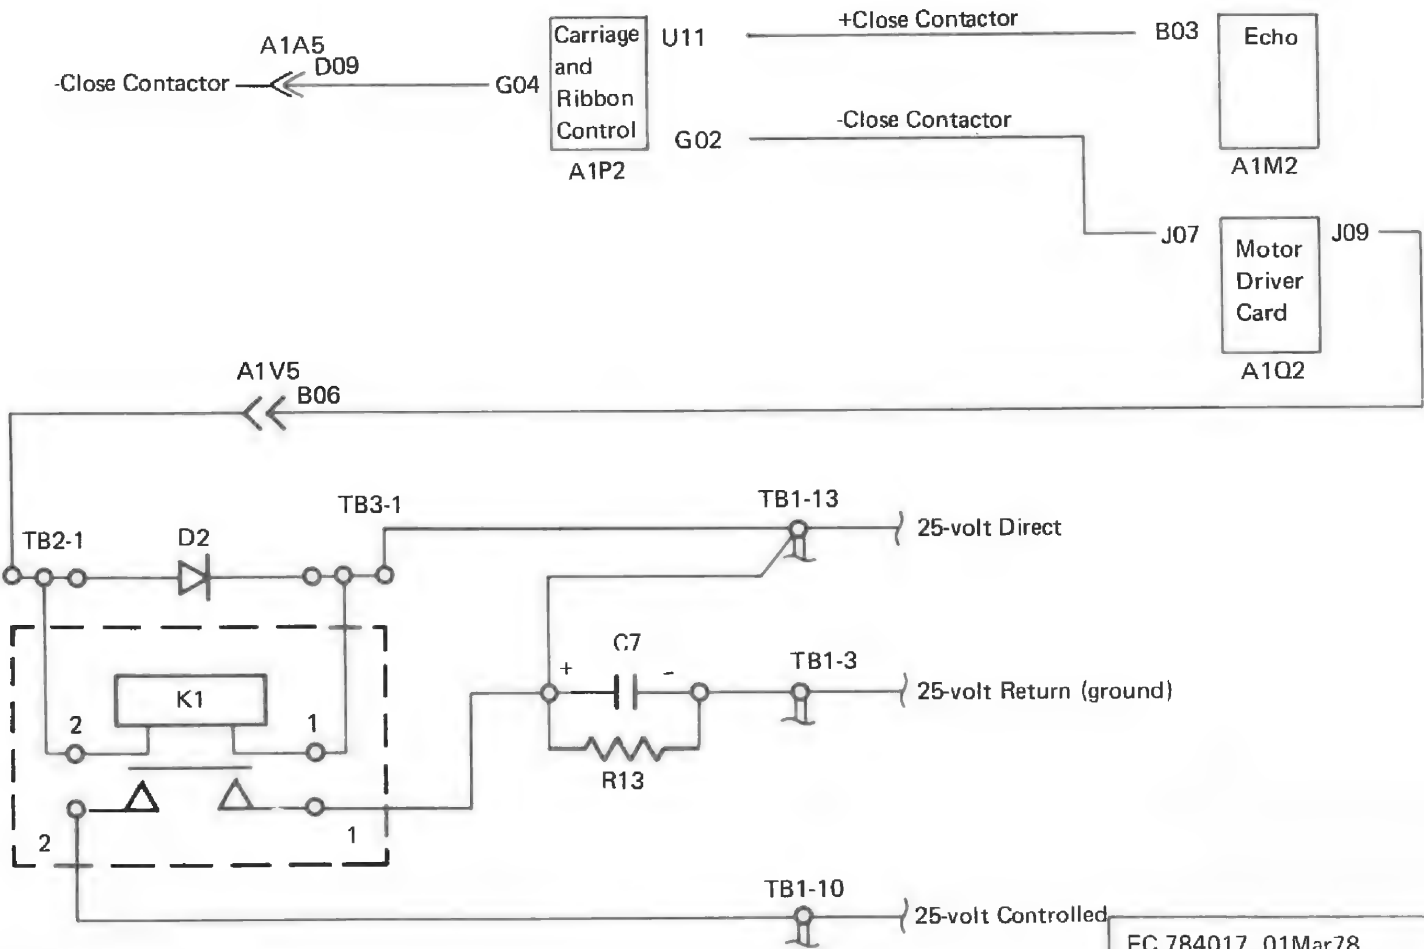 +Close Contactor
A1A5
D09
-Close Contactor
G04
Carriage
and
Ribbon
Control
U11
B03
Echo
-Close Contactor
G02
A1P2
A1M2
J07
Motor
Driver
Card
J09
A1Q2
A1V5
B06
TB2-1
D2
TB3-1
TB1-13
25-volt Direct
C7
+
-
TB1-3
25-volt Return (ground)
K1
2
1
R13
2
1
TB1-10
25-volt Controlled
EC 784017 01Mar78